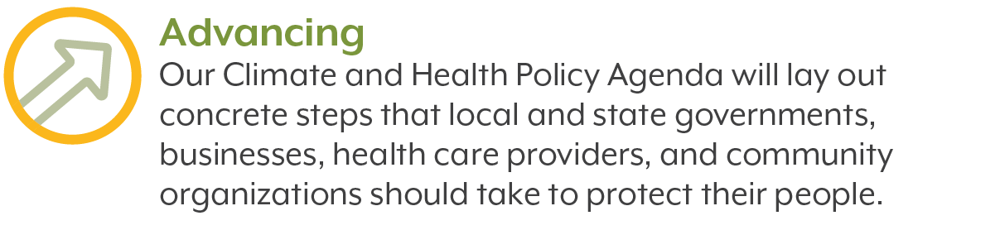 Advancing
Our Climate and Health Policy Agenda will lay out
concrete steps that local and state governments,
businesses, health care providers, and community
organizations should take to protect their people.